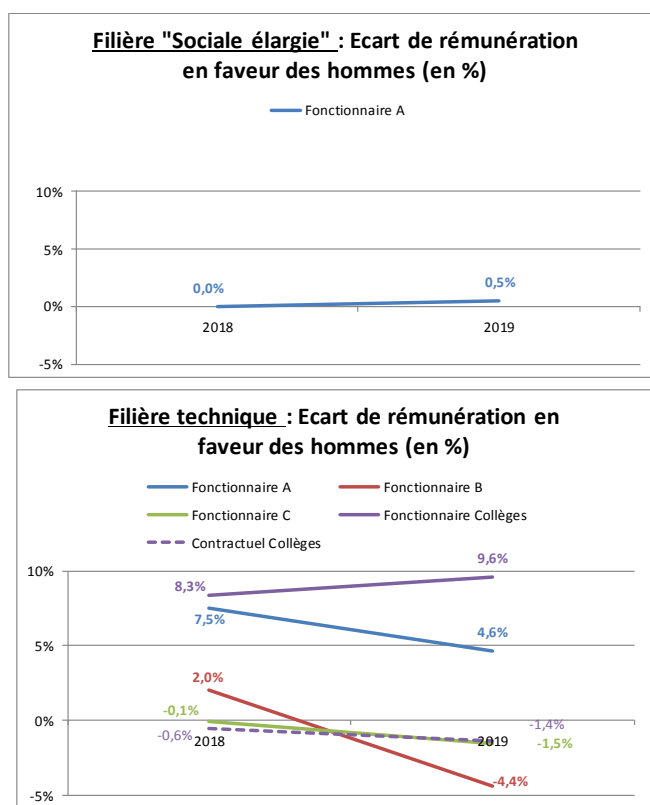 Filière "Sociale élargie" : Ecart de rémunération
en faveur des hommes (en %)
Fonctionnaire A
10%
5%
0%
-5%
0,0%
0,5%
2018
2019
Filière technique : Ecart de rémunération en
faveur des hommes (en %)
Fonctionnaire A
Fonctionnaire B
Fonctionnaire C
Fonctionnaire Collèges
Contractuel Collèges
10%
5%
0%
-5%
8,3%
9,6%
7,5%
4,6%
2,0%
-0,1%
-1,4%
-0,6%
2018
2019
-1,5%
-4,4%